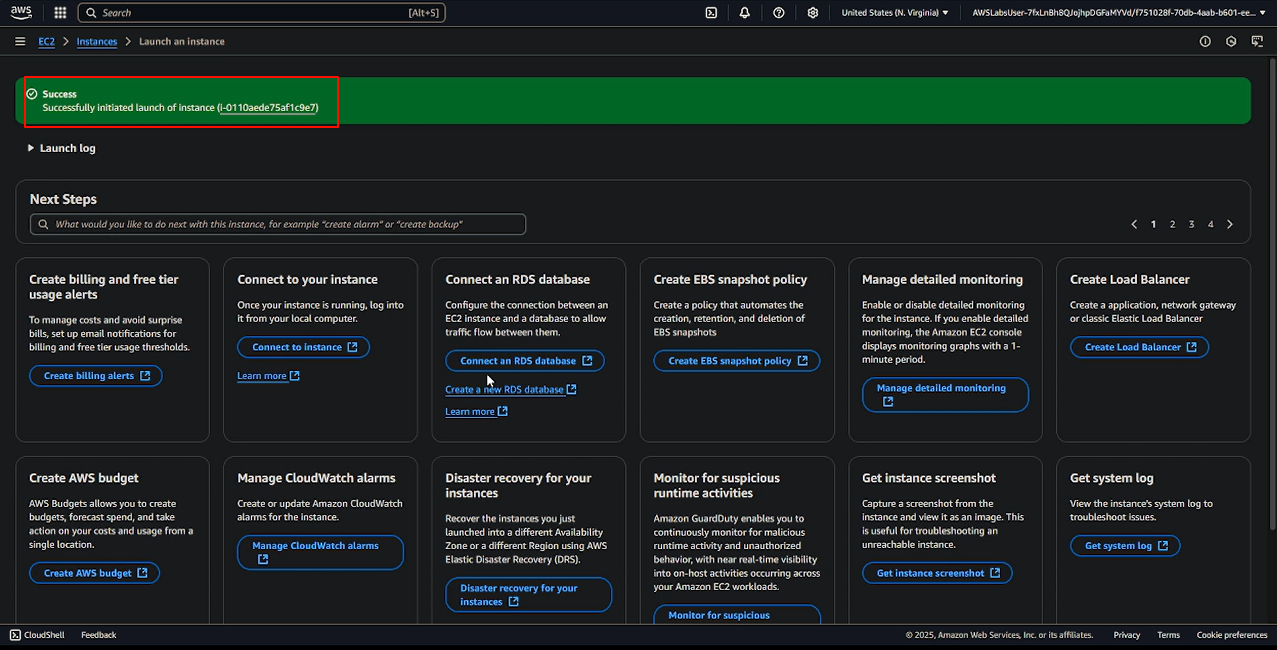 aws
Search
[Alt+S]
United States (N. Virginia)
AWSLabsUser-7fxLnBh8QJojhpDGFaMYVd/f751028f-70db-4aab-b601-ee...
EC2
Instances
Launch an instance
Success
Successfully initiated launch of instance (i-0110aede75af1c9e7)
Launch log
Next Steps
What would you like to do next with this instance, for example "create alarm" or "create backup"
1 2 3 4
Create billing and free tier
usage alerts
To manage costs and avoid surprise
bills, set up email notifications for
billing and free tier usage thresholds.
Create billing alerts
Connect to your instance
Once your instance is running, log into
it from your local computer.
Connect to instance
Learn more
Connect an RDS database
Configure the connection between an
EC2 instance and a database to allow
traffic flow between them.
Connect an RDS database
Create a new RDS database
Learn more
Create EBS snapshot policy
Create a policy that automates the
creation, retention, and deletion of
EBS snapshots
Create EBS snapshot policy
Manage detailed monitoring
Enable or disable detailed monitoring
for the instance. If you enable detailed
monitoring, the Amazon EC2 console
displays monitoring graphs with a 1-
minute period.
Manage detailed monitoring
Create Load Balancer
Create a application, network gateway
or classic Elastic Load Balancer
Create Load Balancer
Create AWS budget
AWS Budgets allows you to create
budgets, forecast spend, and take
action on your costs and usage from a
single location.
Create AWS budget
Manage CloudWatch alarms
Create or update Amazon CloudWatch
alarms for the instance.
Manage CloudWatch alarms
Disaster recovery for your
instances
Recover the instances you just
launched into a different Availability
Zone or a different Region using AWS
Elastic Disaster Recovery (DRS).
Disaster recovery for your
instances
Monitor for suspicious
runtime activities
Amazon GuardDuty enables you to
continuously monitor for malicious
runtime activity and unauthorized
behavior, with near real-time visibility
into on-host activities occurring across
your Amazon EC2 workloads.
Monitor for suspicious
Get instance screenshot
Capture a screenshot from the
instance and view it as an image. This
is useful for troubleshooting an
unreachable instance.
Get instance screenshot
Get system log
View the instance's system log to
troubleshoot issues.
Get system log
CloudShell
Feedback
© 2025, Amazon Web Services, Inc. or its affiliates.
Privacy
Terms
Cookie preferences